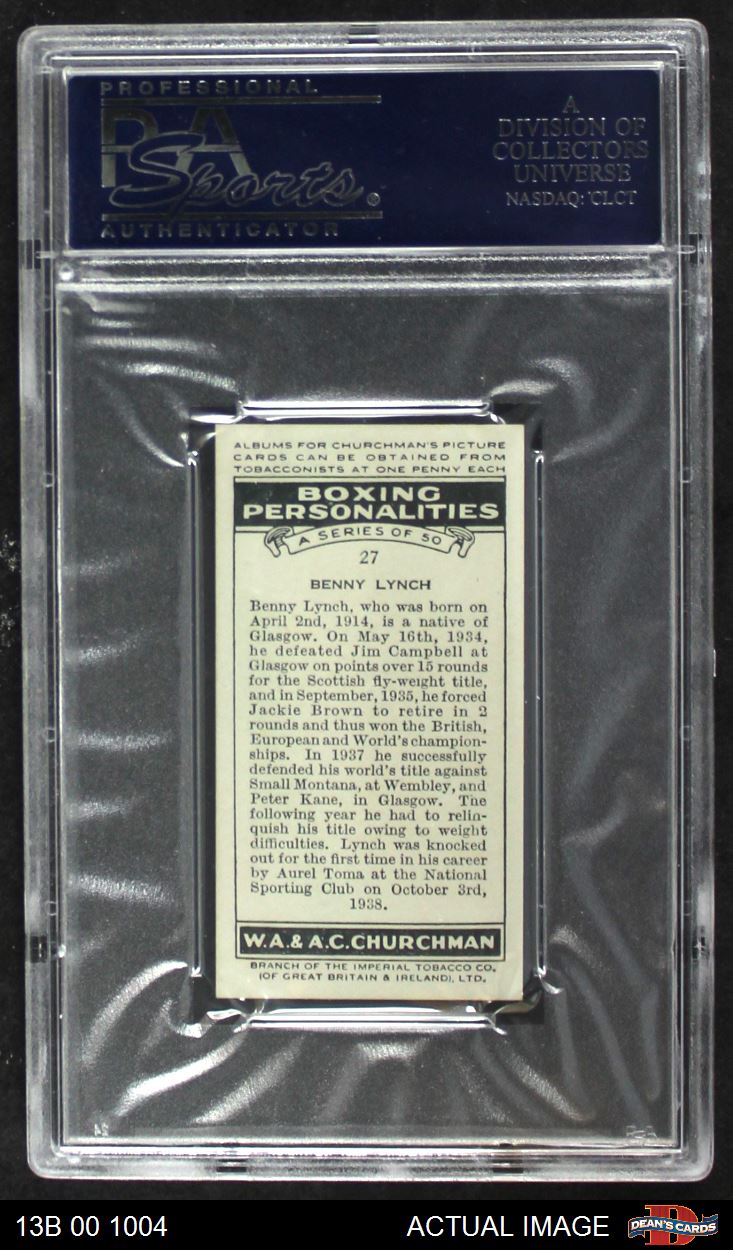 PROFESSIONAL
PSA
Sports.
AUTHENTICATOR
A
DIVISION OF
COLLECTORS
UNIVERSE
NASDAQ: 'CLCT
ALBUMS FOR CHURCHMAN'S PICTURE
CARDS CAN BE OBTAINED FROM
TOBACCONISTS AT ONE PENNY EACH
BOXING
PERSONALITIES
A SERIES OF 50
27
BENNY LYNCH
Benny Lynch, who was born on
April 2nd, 1914, is a native of
Glasgow. On May 16th, 1934,
he defeated Jim Campbell at
Glasgow on points over 15 rounds
for the Scottish fly-weight title,
and in September, 1935, he forced
Jackie Brown to retire in 2
rounds and thus won the British,
European and World's champion-
ships. In 1937 he successfully
defended his world's title against
Small Montana, at Wembley, and
Peter Kane, in Glasgow. The
following year he had to relin-
quish his title owing to weight
difficulties. Lynch was knocked
out for the first time in his career
by Aurel Toma at the National
Sporting Club on October 3rd,
1938.
W.A.& A.C.CHURCHMAN
BRANCH OF THE IMPERIAL TOBACCO CO.
(OF GREAT BRITAIN & IRELAND), LTD.
13B 00 1004
ACTUAL IMAGE
D
DEAN'S CARDS